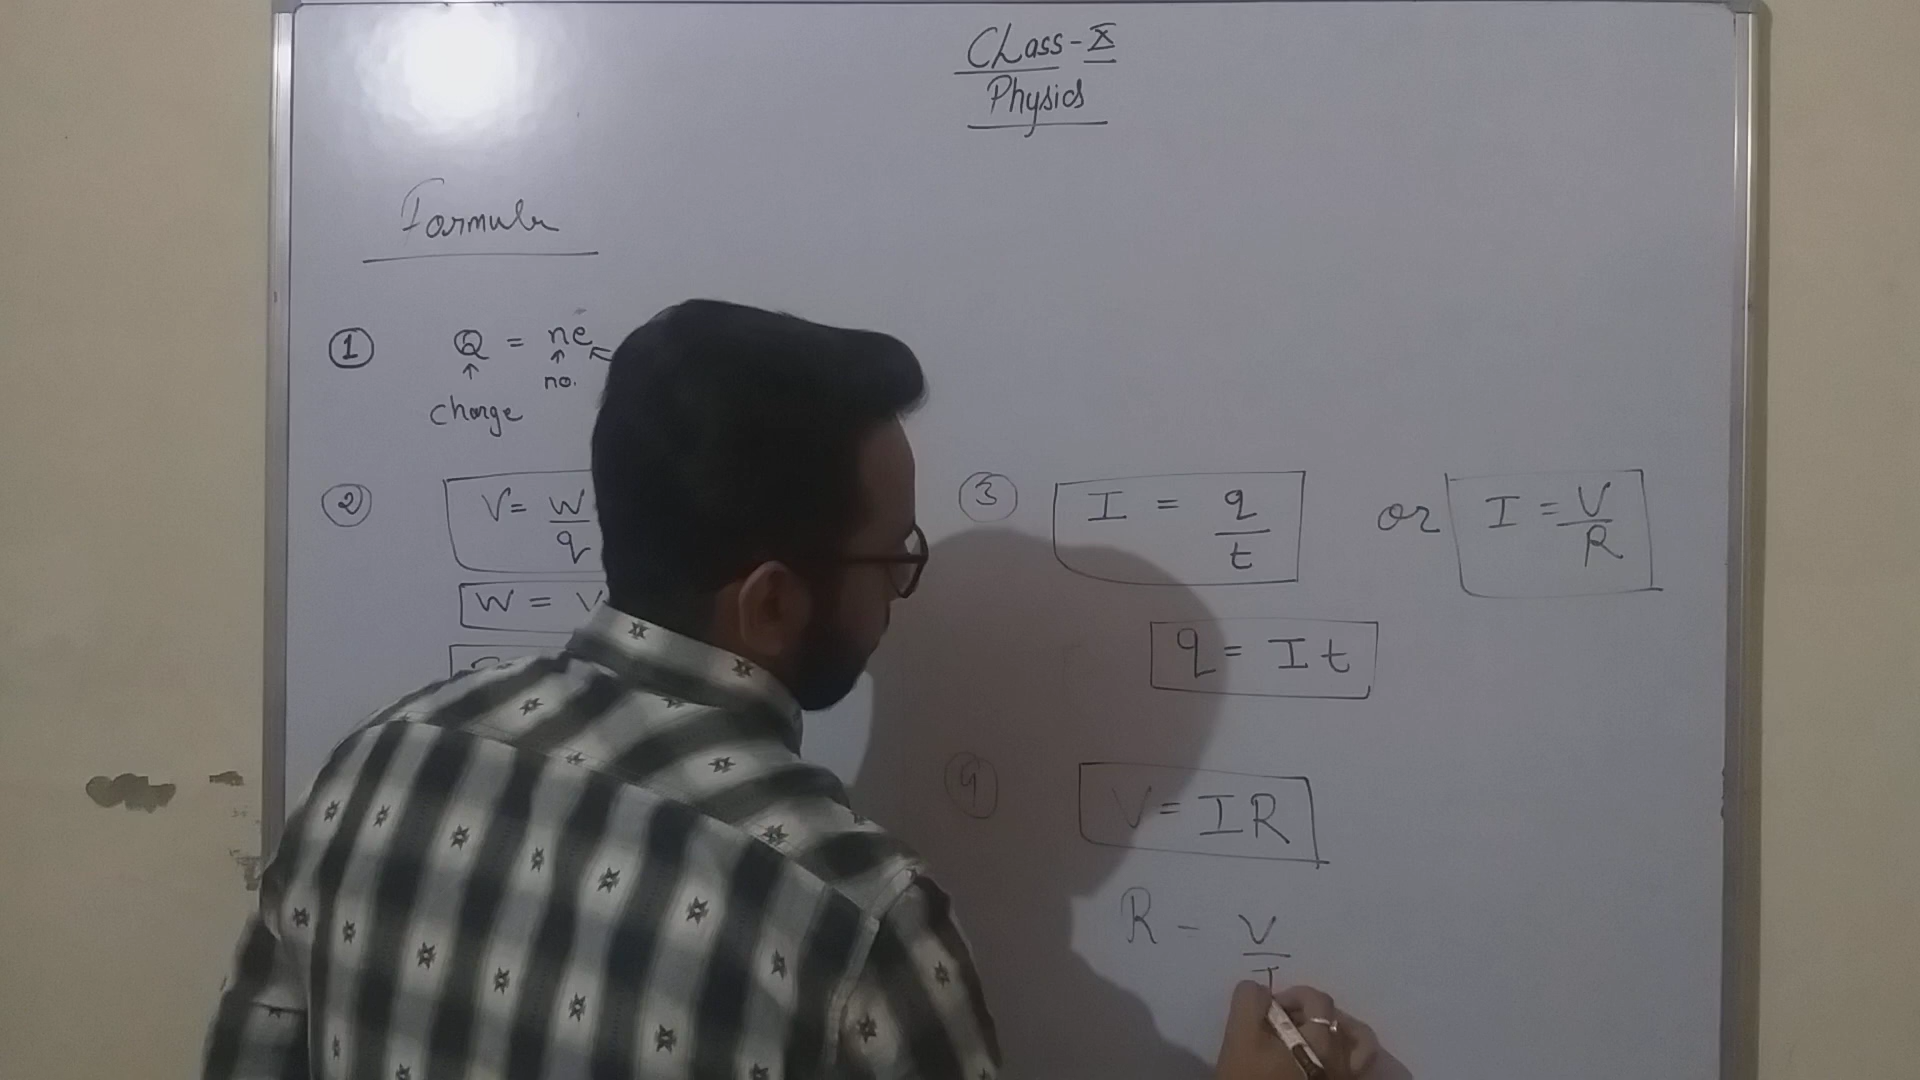 Class-X
Physics
Formula
1 Q = ne
no.
charge
2 V= W/q
W = V
3 I = q/t or I = V/R
q = It
4 V= IR
R - V/I